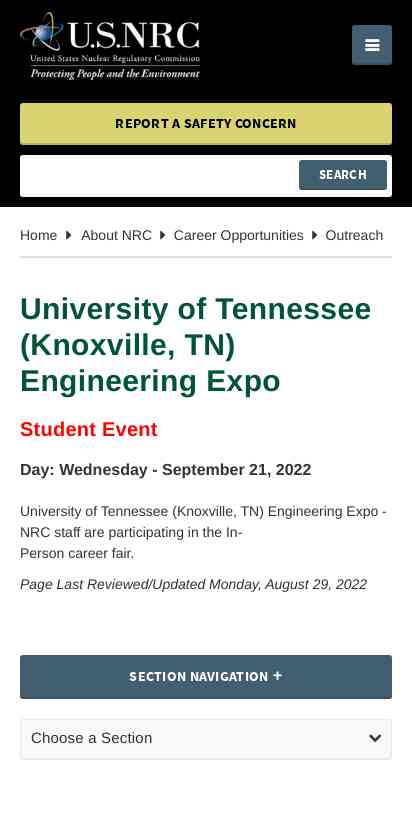 U.S.NRC
United States Nuclear Regulatory Commission
Protecting People and the Environment
REPORT A SAFETY CONCERN
SEARCH
Home About NRC Career Opportunities Outreach
University of Tennessee
(Knoxville, TN)
Engineering Expo
Student Event
Day: Wednesday - September 21, 2022
University of Tennessee (Knoxville, TN) Engineering Expo -
NRC staff are participating in the In-
Person career fair.
Page Last Reviewed/Updated Monday, August 29, 2022
SECTION NAVIGATION +
Choose a Section